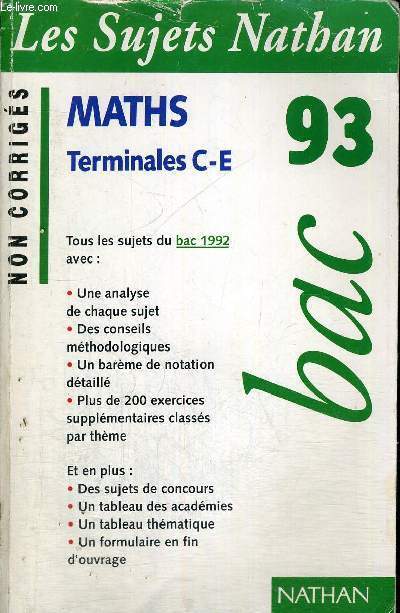 Le-livre.com
Les Sujets Nathan
NON CORRIGÉS
MATHS
Terminales C-E
93
bac
Tous les sujets du bac 1992
avec :
• Une analyse
de chaque sujet
• Des conseils
méthodologiques
• Un barème de notation
détaillé
• Plus de 200 exercices
supplémentaires classés
par thème
Et en plus :
• Des sujets de concours
• Un tableau des académies
• Un tableau thématique
• Un formulaire en fin
d'ouvrage
NATHAN